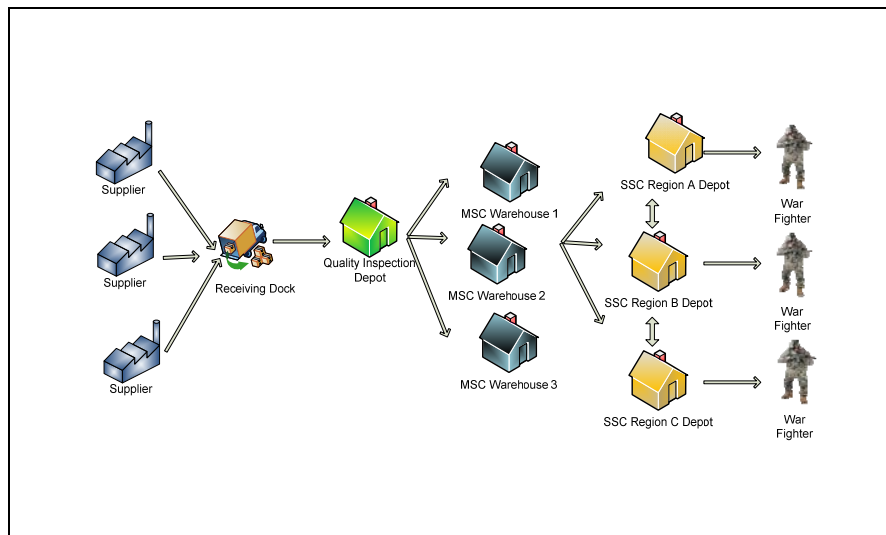 Supplier
Supplier
Supplier
Receiving Dock
Quality Inspection
Depot
MSC Warehouse 1
MSC Warehouse 2
MSC Warehouse 3
SSC Region A Depot
SSC Region B Depot
SSC Region C Depot
War
Fighter
War
Fighter
War
Fighter